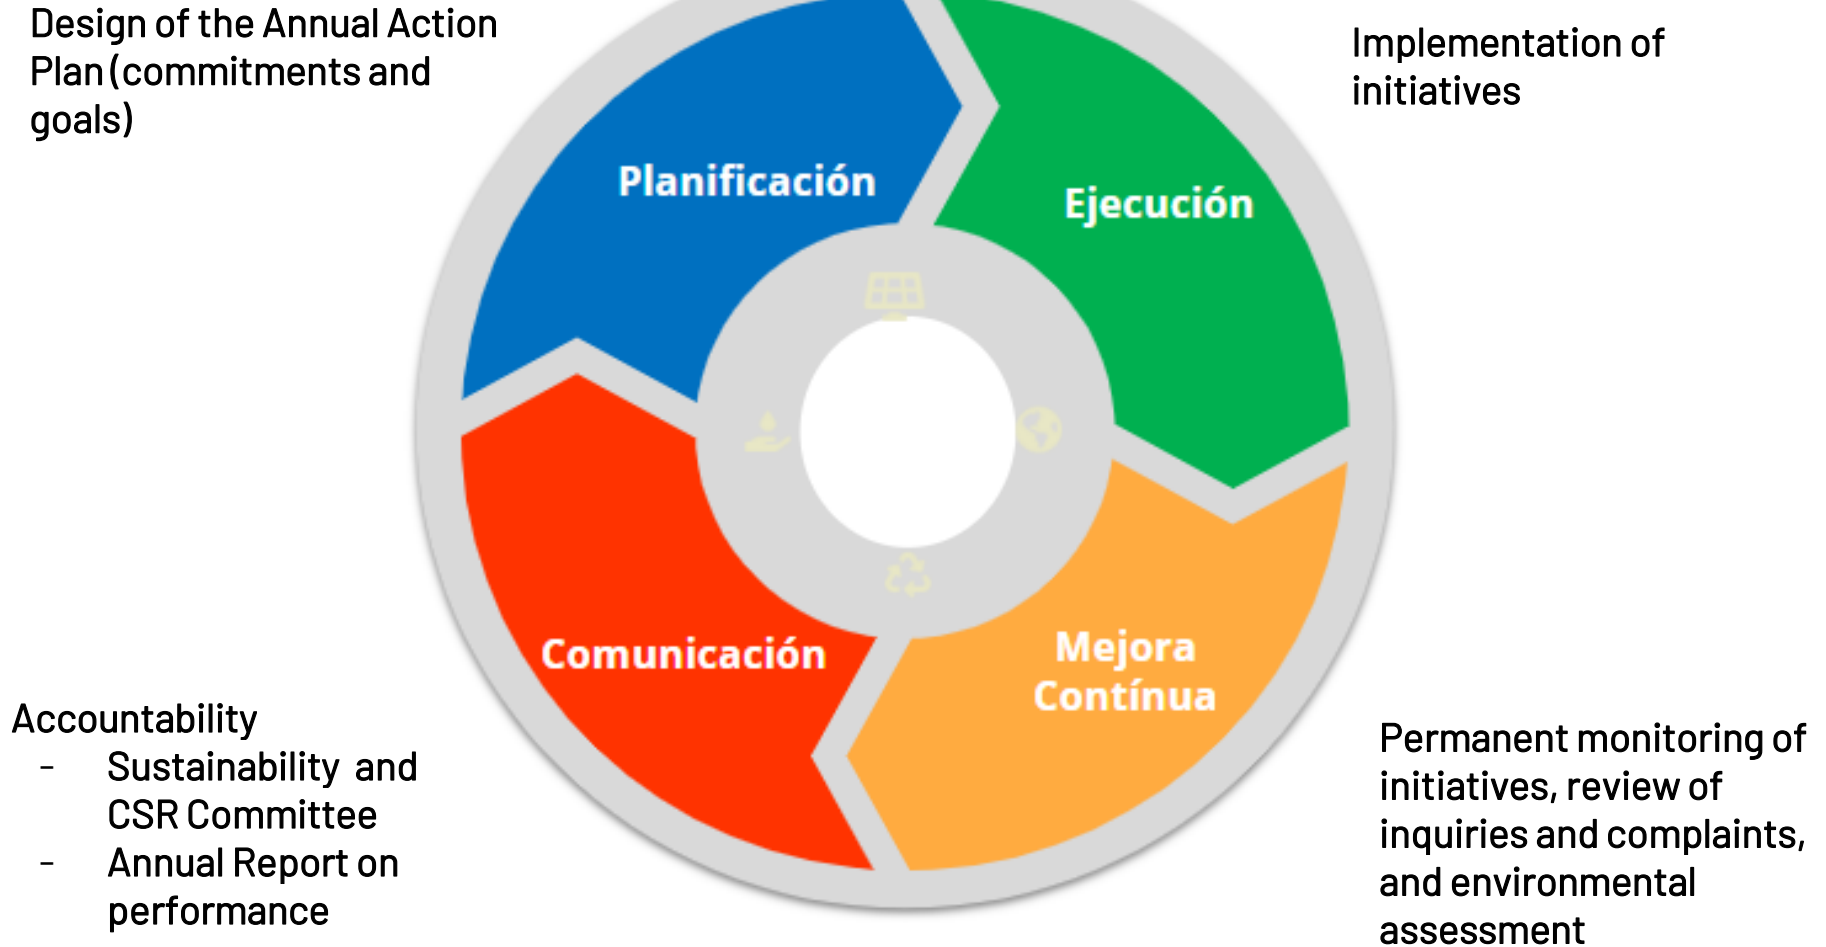 Design of the Annual Action
Plan (commitments and
goals)
Implementation of
initiatives
Planificación
Ejecución
Comunicación
Mejora
Contínua
Accountability
- Sustainability and
CSR Committee
- Annual Report on
performance
Permanent monitoring of
initiatives, review of
inquiries and complaints,
and environmental
assessment